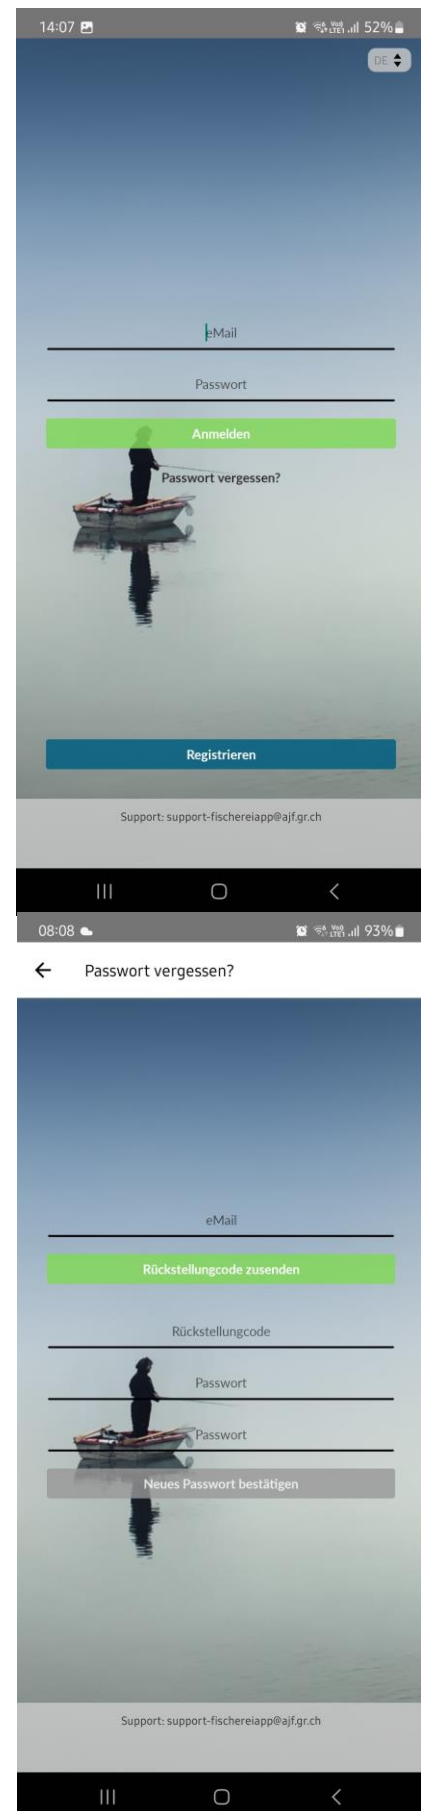 14:07 52%
DE
eMail
Passwort
Anmelden
Passwort vergessen?
Registrieren
Support: support-fischereiapp@ajf.gr.ch
08:08 93%
Passwort vergessen?
eMail
Rückstellungcode zusenden
Rückstellungcode
Passwort
Passwort
Neues Passwort bestätigen
Support: support-fischereiapp@ajf.gr.ch